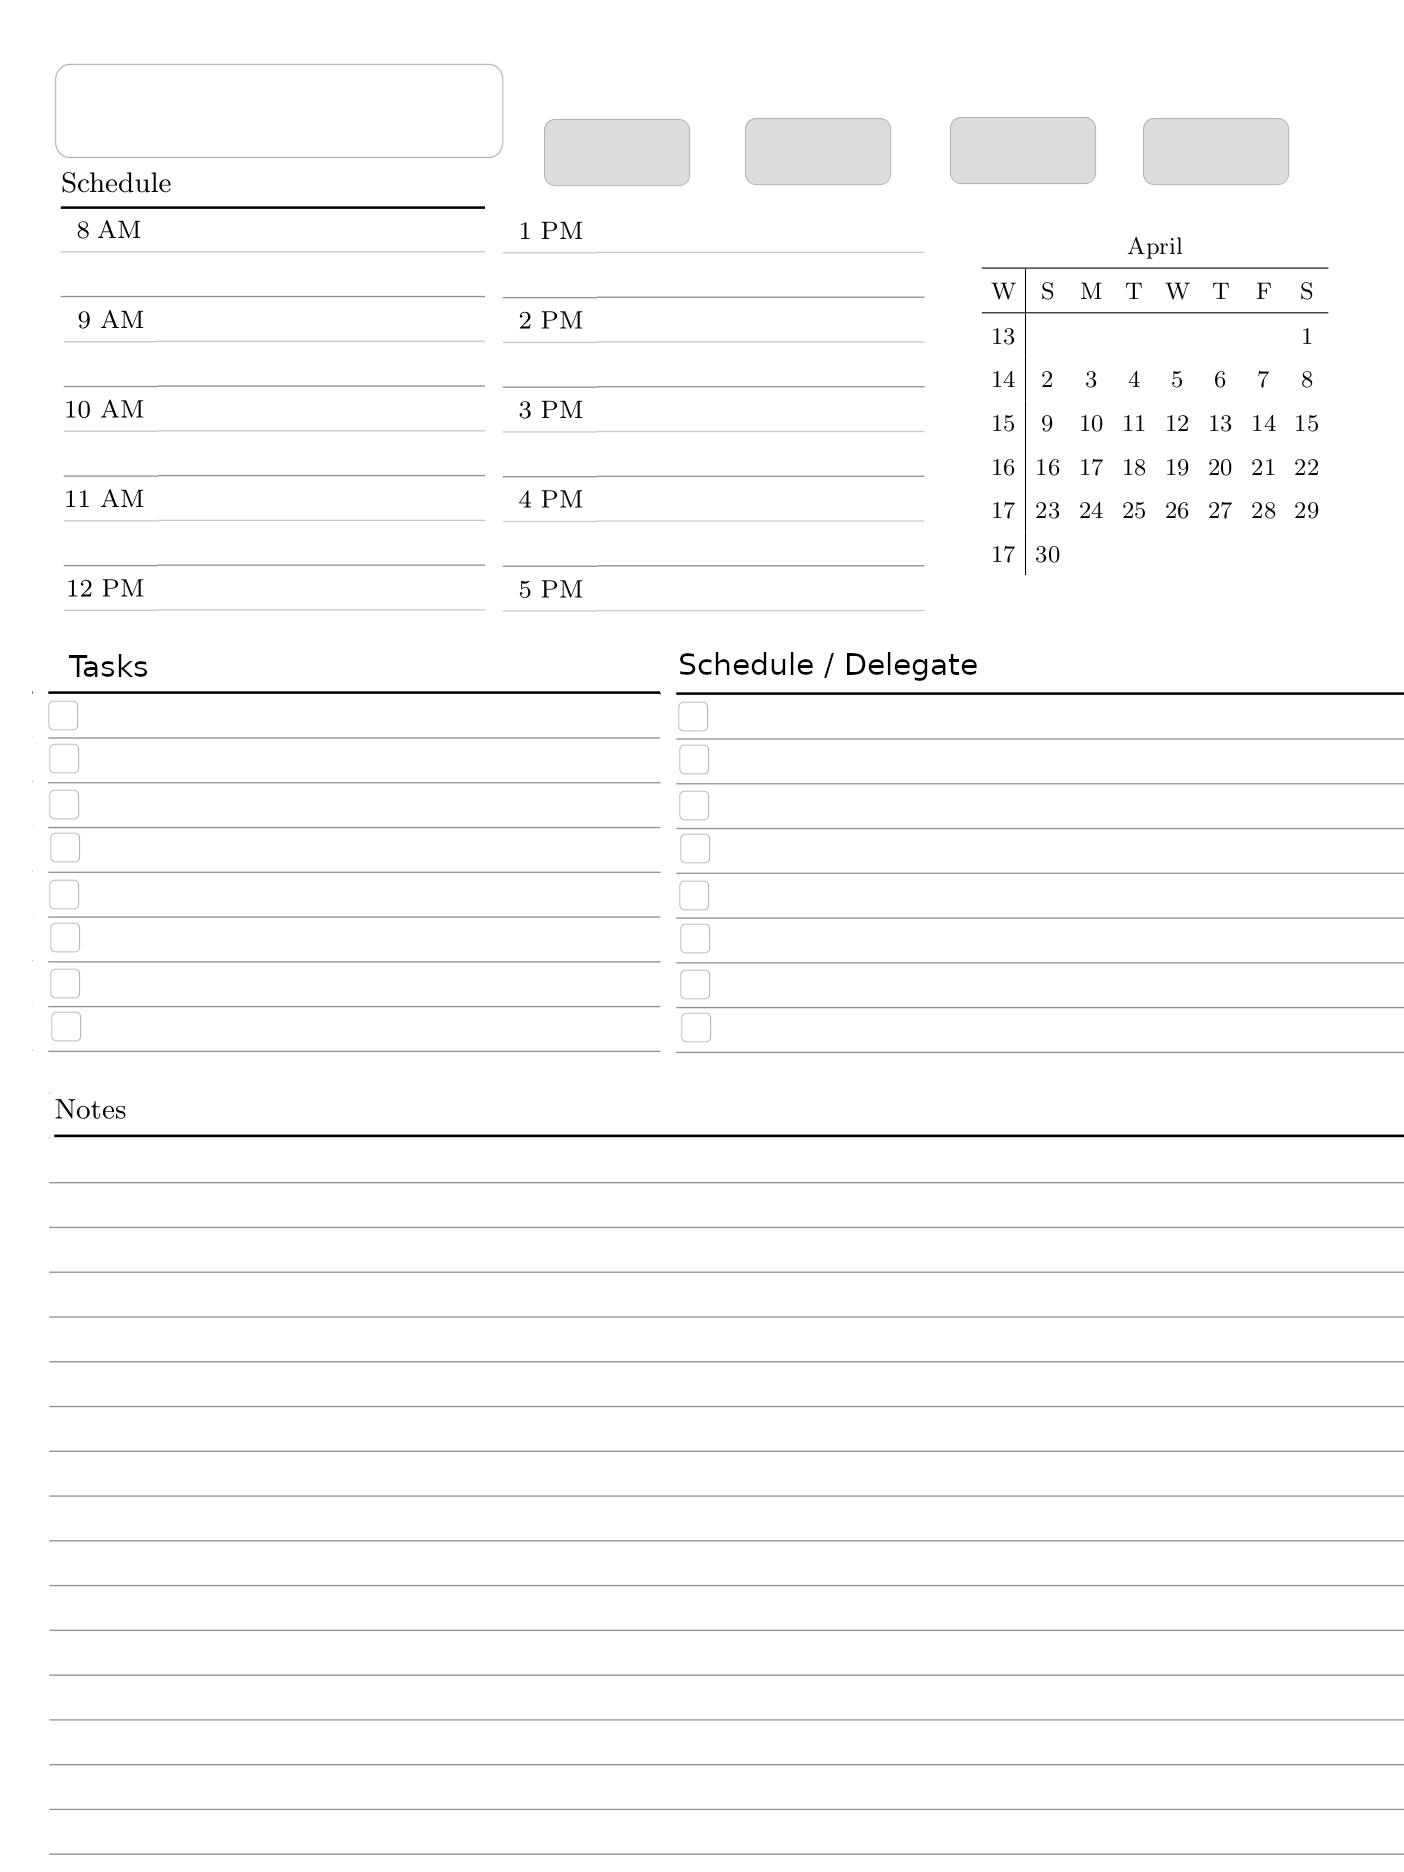 Schedule
8 AM
9 AM
10 AM
11 AM
12 PM
1 PM
2 PM
3 PM
4 PM
5 PM
April
W S M T W T F S
13 1
14 2 3 4 5 6 7 8
15 9 10 11 12 13 14 15
16 16 17 18 19 20 21 22
17 23 24 25 26 27 28 29
17 30
Tasks
Schedule / Delegate
Notes